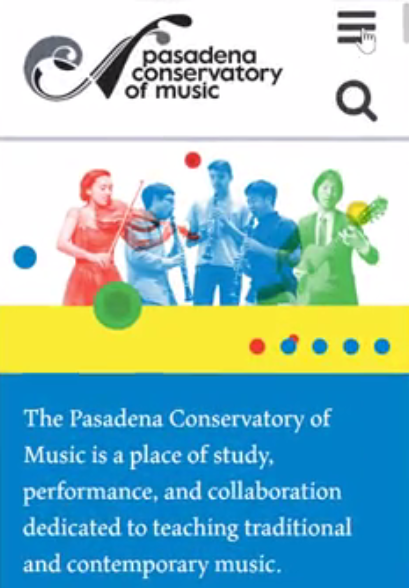 pasadena
conservatory
of music
The Pasadena Conservatory of
Music is a place of study,
performance, and collaboration
dedicated to teaching traditional
and contemporary music.